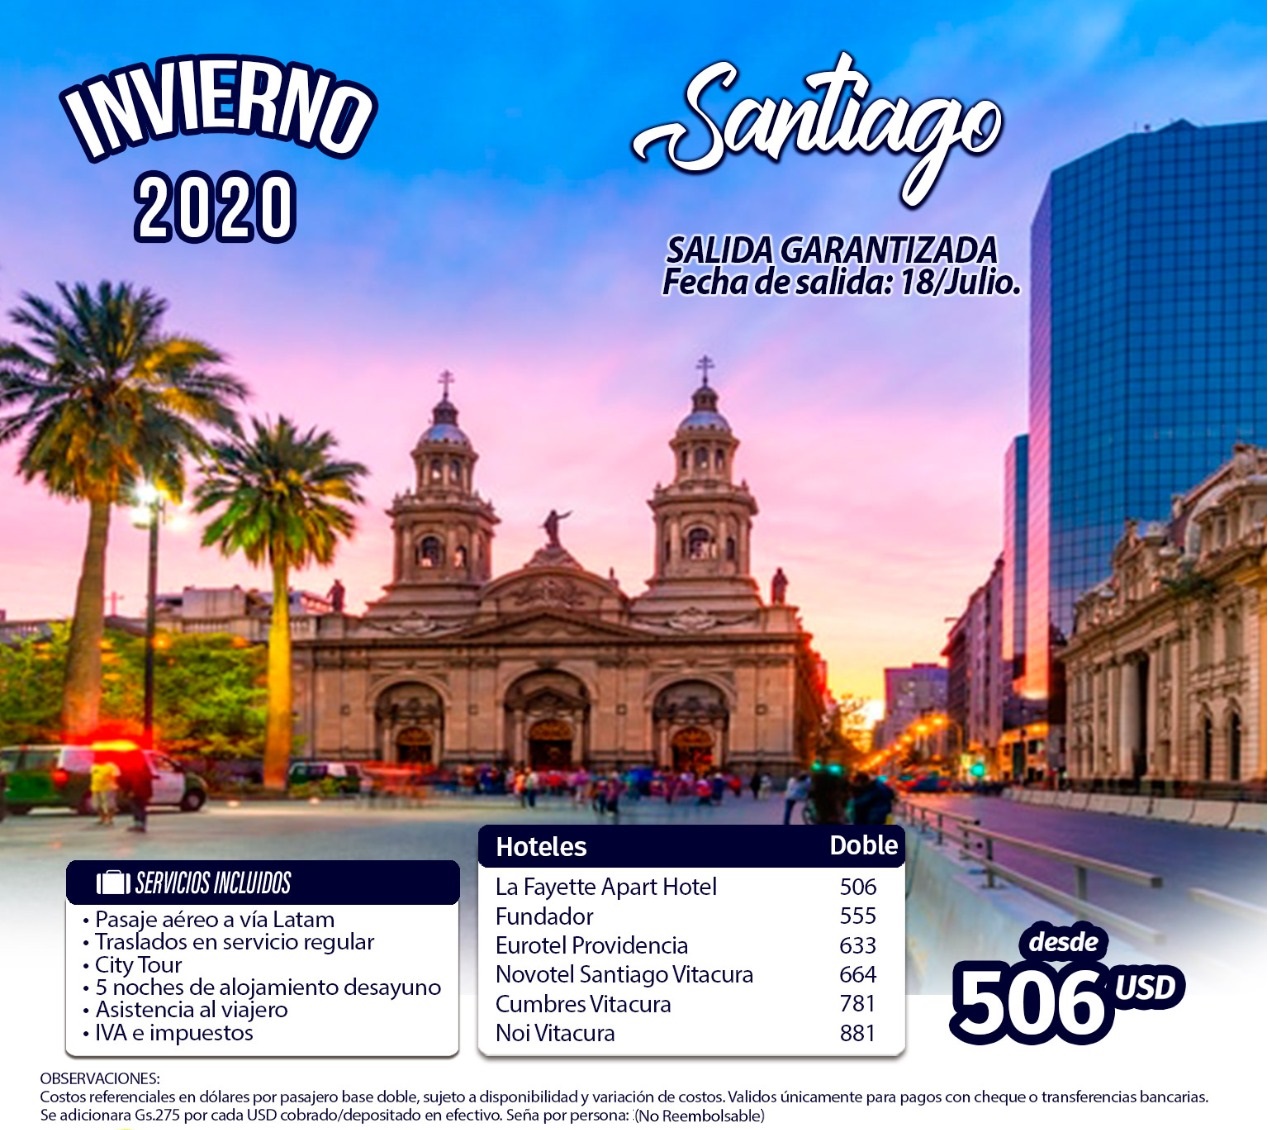 INVIERNO
2020
Santiago
SALIDA GARANTIZADA
Fecha de salida: 18/Julio.
SERVICIOS INCLUIDOS
• Pasaje aéreo a vía Latam
• Traslados en servicio regular
• City Tour
• 5 noches de alojamiento desayuno
• Asistencia al viajero
• IVA e impuestos
Hoteles Doble
La Fayette Apart Hotel 506
Fundador 555
Eurotel Providencia 633
Novotel Santiago Vitacura 664
Cumbres Vitacura 781
Noi Vitacura 881
desde
506 USD
OBSERVACIONES:
Costos referenciales en dólares por pasajero base doble, sujeto a disponibilidad y variación de costos. Validos únicamente para pagos con cheque o transferencias bancarias.
Se adicionara Gs.275 por cada USD cobrado/depositado en efectivo. Seña por persona: (No Reembolsable)